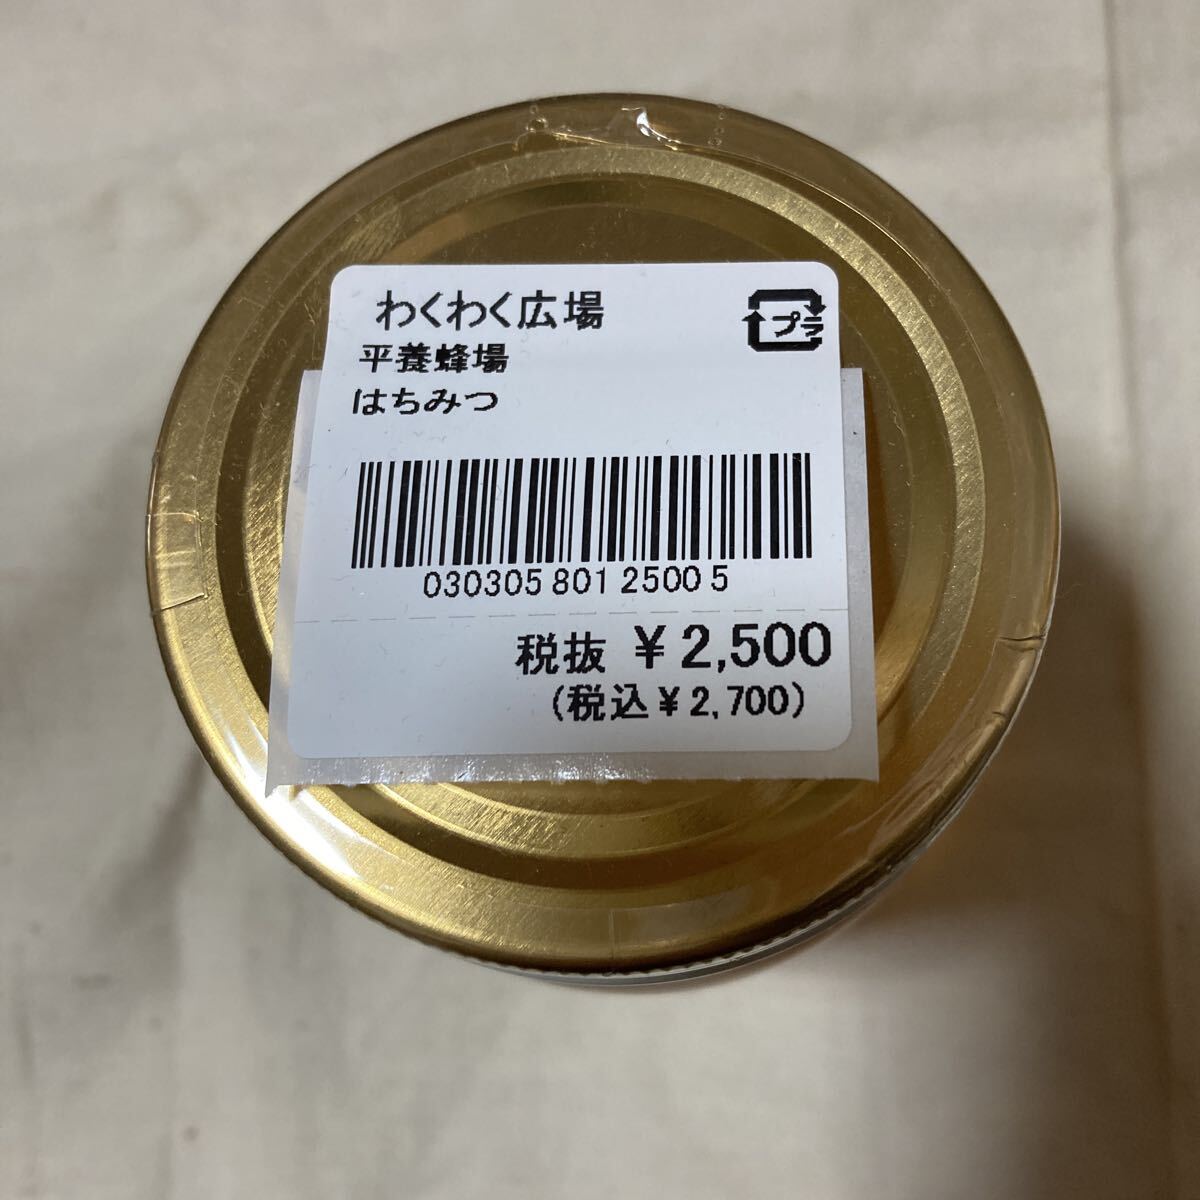 わくわく広場
プラ
平養蜂場
はちみつ
030305 801 2500 5
税抜 ¥2,500
(税込¥2,700)